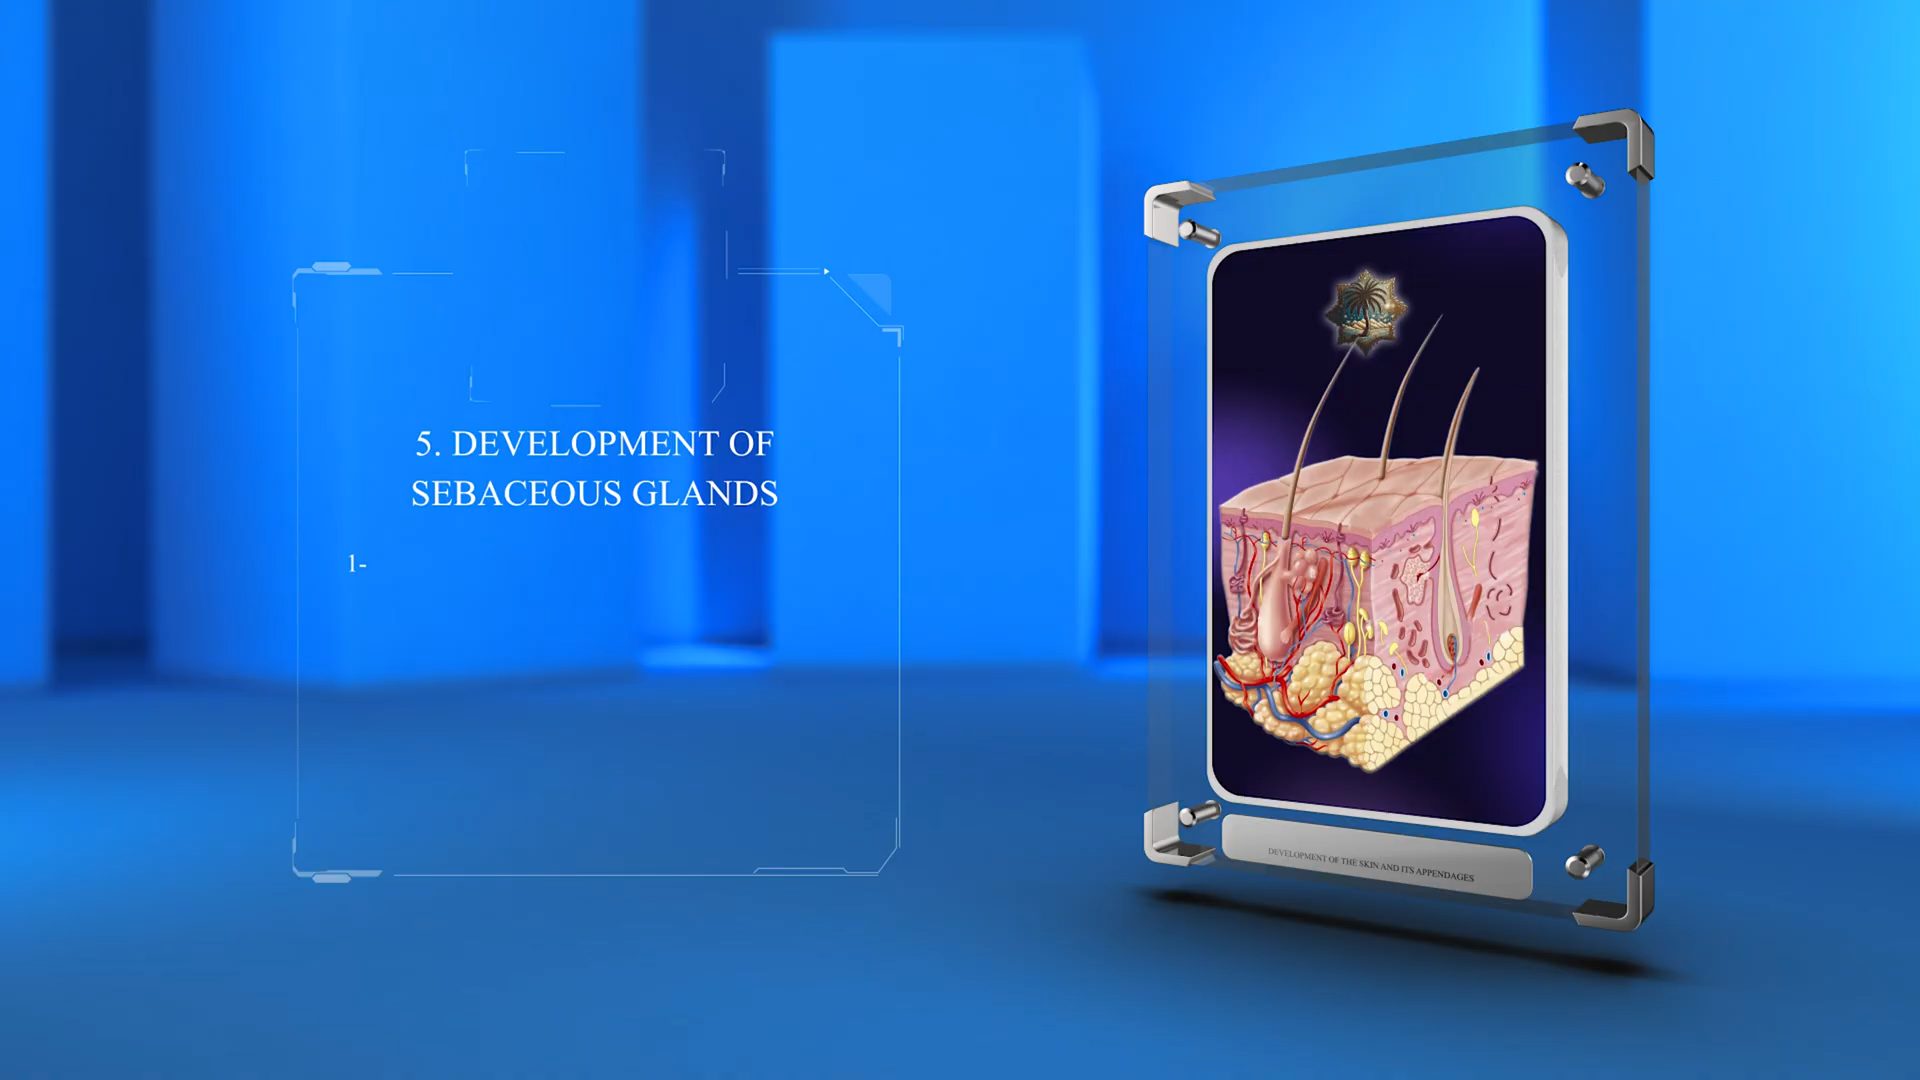 5. DEVELOPMENT OF
SEBACEOUS GLANDS
1-
DEVELOPMENT OF THE SKIN AND ITS APPENDAGES